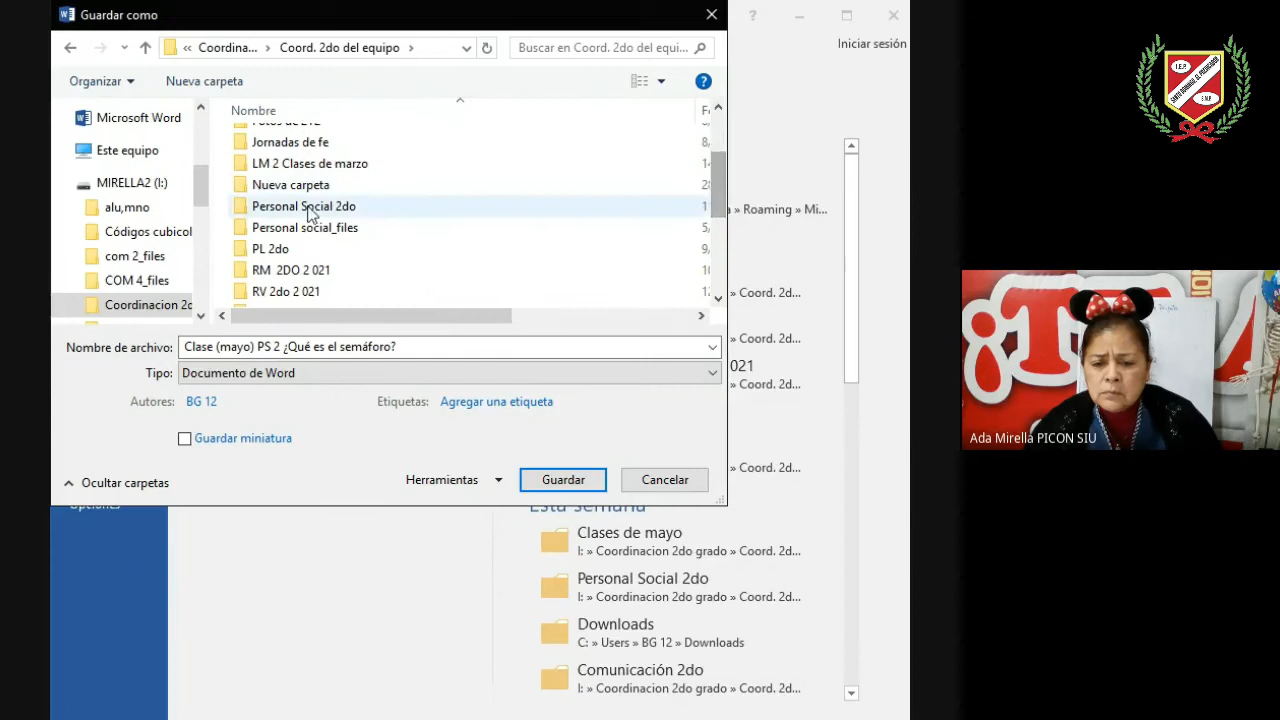 Guardar como
Iniciar sesión
« Coordina... › Coord. 2do del equipo ›
Buscar en Coord. 2do del equi...
Organizar
Nueva carpeta
Nombre
Microsoft Word
Este equipo
MIRELLA2 (I:)
alu,mno
Códigos cubicol
com 2_files
COM 4_files
Coordinacion 2c
Jornadas de fe
LM 2 Clases de marzo
Nueva carpeta
Personal Social 2do
Personal social_files
PL 2do
RM 2DO 2 021
RV 2do 2 021
Nombre de archivo: Clase (mayo) PS 2 ¿Qué es el semáforo?
Tipo: Documento de Word
Autores: BG 12
Etiquetas: Agregar una etiqueta
Guardar miniatura
Ocultar carpetas
Herramientas
Guardar
Cancelar
» Roaming » Mi...
» Coord. 2d...
» Coord. 2d...
021
» Coord. 2d...
» Coord. 2d...
Opciones
Esta semana
Clases de mayo
I: » Coordinacion 2do grado » Coord. 2d...
Personal Social 2do
I: » Coordinacion 2do grado » Coord. 2d...
Downloads
C: » Users » BG 12 » Downloads
Comunicación 2do
I: » Coordinacion 2do grado » Coord. 2d...
I.E.P.
S.M.P.
Ada Mirella PICON SIU